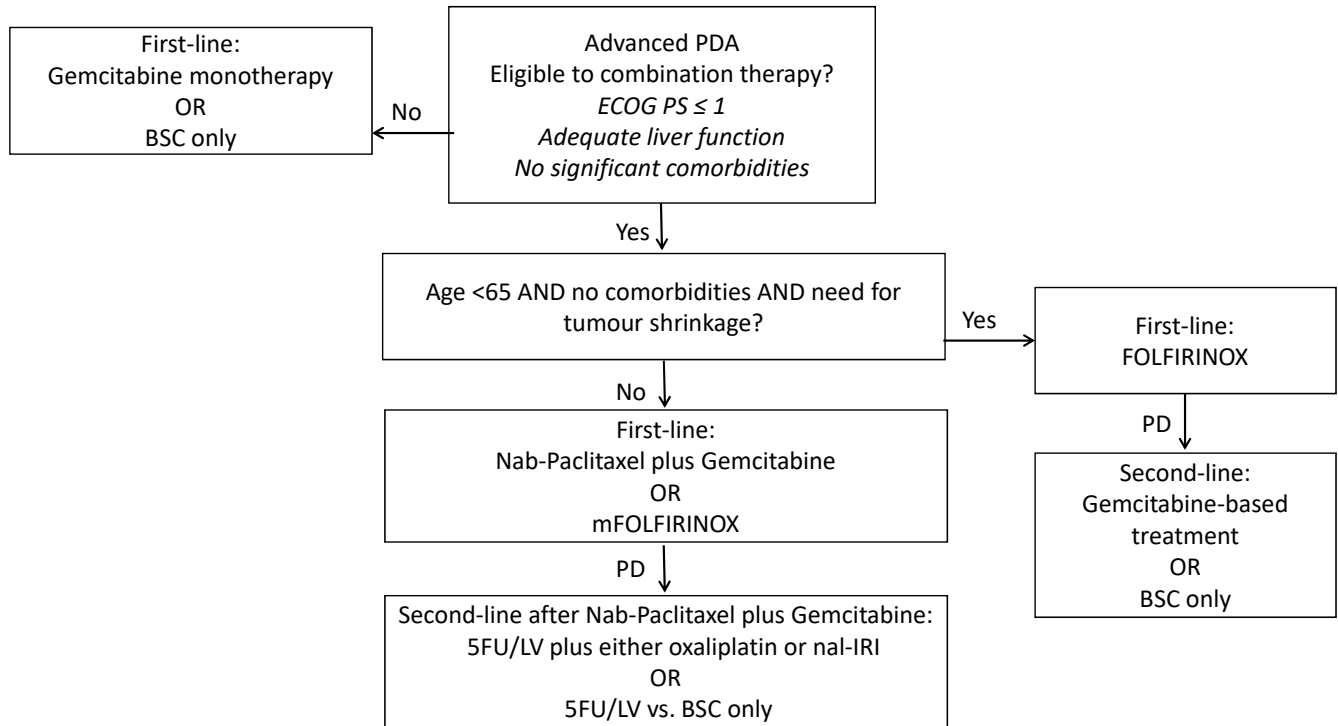 First-line:
Gemcitabine monotherapy
OR
BSC only
No
Advanced PDA
Eligible to combination therapy?
ECOG PS ≤ 1
Adequate liver function
No significant comorbidities
Yes
Age <65 AND no comorbidities AND need for
tumour shrinkage?
Yes
First-line:
FOLFIRINOX
No
First-line:
Nab-Paclitaxel plus Gemcitabine
OR
mFOLFIRINOX
PD
Second-line:
Gemcitabine-based
treatment
OR
BSC only
PD
Second-line after Nab-Paclitaxel plus Gemcitabine:
5FU/LV plus either oxaliplatin or nal-IRI
OR
5FU/LV vs. BSC only